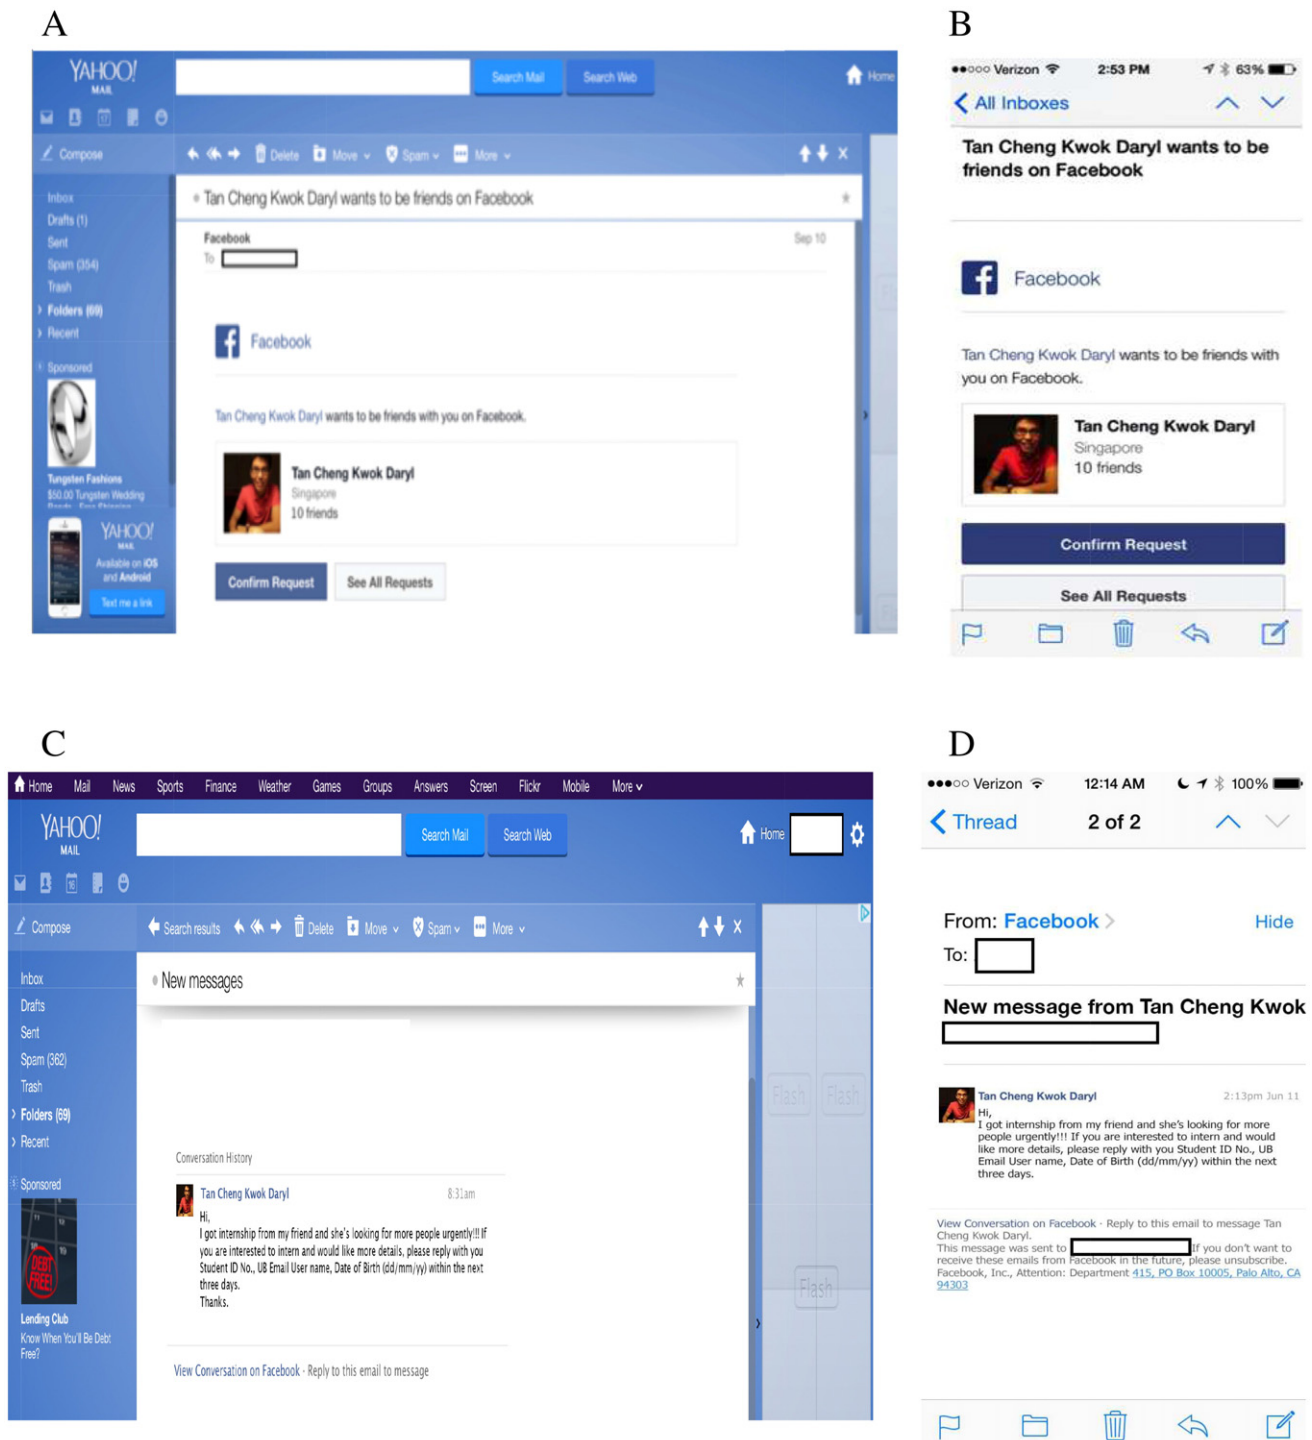 A
YAHOO!
MAIL
Search Mail
Search Web
Home
Compose
Delete
Move
Spam
More
Inbox
Drafts (1)
Sent
Spam (354)
Trash
Folders (69)
Recent
Tan Cheng Kwok Daryl wants to be friends on Facebook
Facebook
Sep 10
To
Facebook
Tan Cheng Kwok Daryl wants to be friends with you on Facebook.
Tan Cheng Kwok Daryl
Singapore
10 friends
Confirm Request
See All Requests
Sponsored
Tungsten Fashions
$50.00 Tungsten Wedding
YAHOO!
MAIL
Available on iOS
and Android
Text me a link
B
Verizon
2:53 PM
63%
All Inboxes
Tan Cheng Kwok Daryl wants to be
friends on Facebook
Facebook
Tan Cheng Kwok Daryl wants to be friends with
you on Facebook.
Tan Cheng Kwok Daryl
Singapore
10 friends
Confirm Request
See All Requests
C
Home Mail News Sports Finance Weather Games Groups Answers Screen Flickr Mobile More
YAHOO!
MAIL
Search Mail
Search Web
Home
16
Compose
Search results
Delete
Move
Spam
More
Inbox
Drafts
Sent
Spam (362)
Trash
Folders (69)
Recent
New messages
Conversation History
Tan Cheng Kwok Daryl
8:31am
Hi,
I got internship from my friend and she's looking for more people urgently!!! If
you are interested to intern and would like more details, please reply with you
Student ID No., UB Email User name, Date of Birth (dd/mm/yy) within the next
three days.
Thanks.
View Conversation on Facebook · Reply to this email to message
Sponsored
11
17
19
DEBT
FREE!
Lending Club
Know When You'll Be Debt
Free?
Flash
Flash
Flash
D
Verizon
12:14 AM
100%
Thread
2 of 2
From: Facebook
Hide
To:
New message from Tan Cheng Kwok
Tan Cheng Kwok Daryl
2:13pm Jun 11
Hi,
I got internship from my friend and she's looking for more
people urgently!!! If you are interested to intern and would
like more details, please reply with you Student ID No., UB
Email User name, Date of Birth (dd/mm/yy) within the next
three days.
View Conversation on Facebook · Reply to this email to message Tan
Cheng Kwok Daryl.
This message was sent to
If you don't want to
receive these emails from Facebook in the future, please unsubscribe.
Facebook, Inc., Attention: Department 415, PO Box 10005, Palo Alto, CA
94303